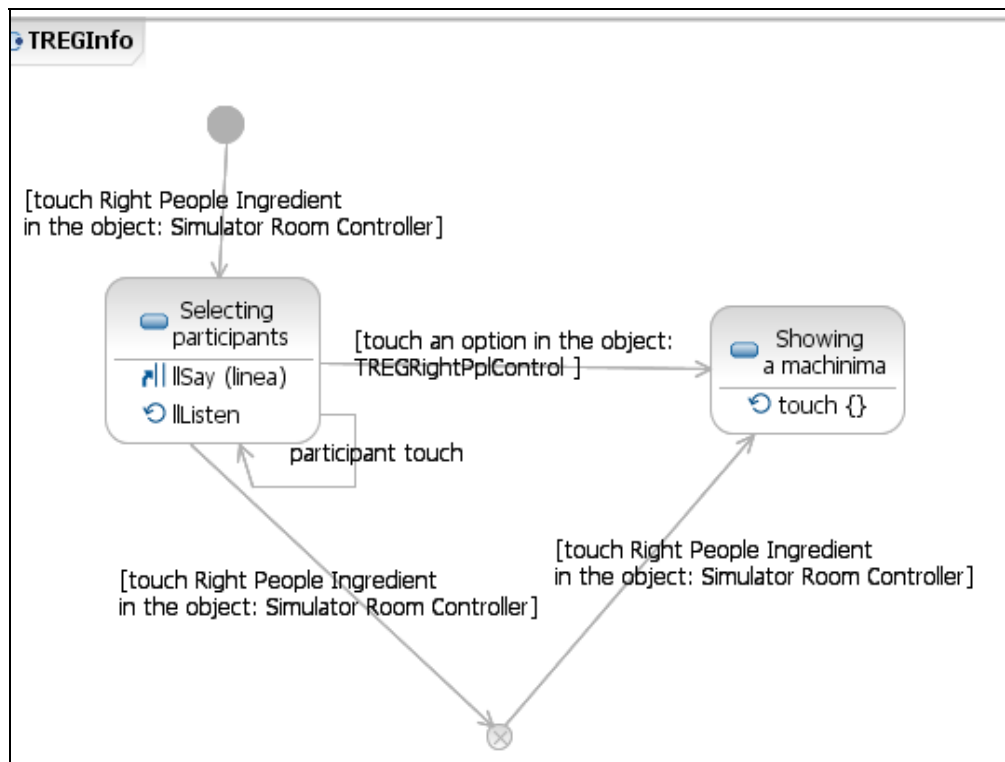 TREGInfo
[touch Right People Ingredient
in the object: Simulator Room Controller]
Selecting
participants
llSay (linea)
llListen
[touch an option in the object:
TREGRightPplControl ]
Showing
a machinima
touch {}
participant touch
[touch Right People Ingredient
in the object: Simulator Room Controller]
[touch Right People Ingredient
in the object: Simulator Room Controller]